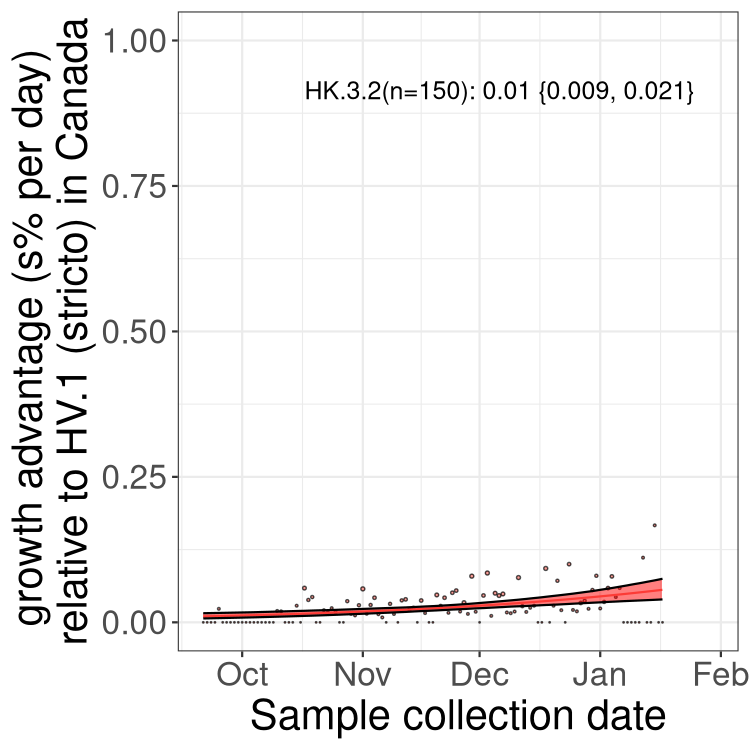 growth advantage (s% per day)
relative to HV.1 (stricto) in Canada
1.00
0.75
0.50
0.25
0.00
HK.3.2(n=150): 0.01 {0.009, 0.021}
Oct Nov Dec Jan Feb
Sample collection date